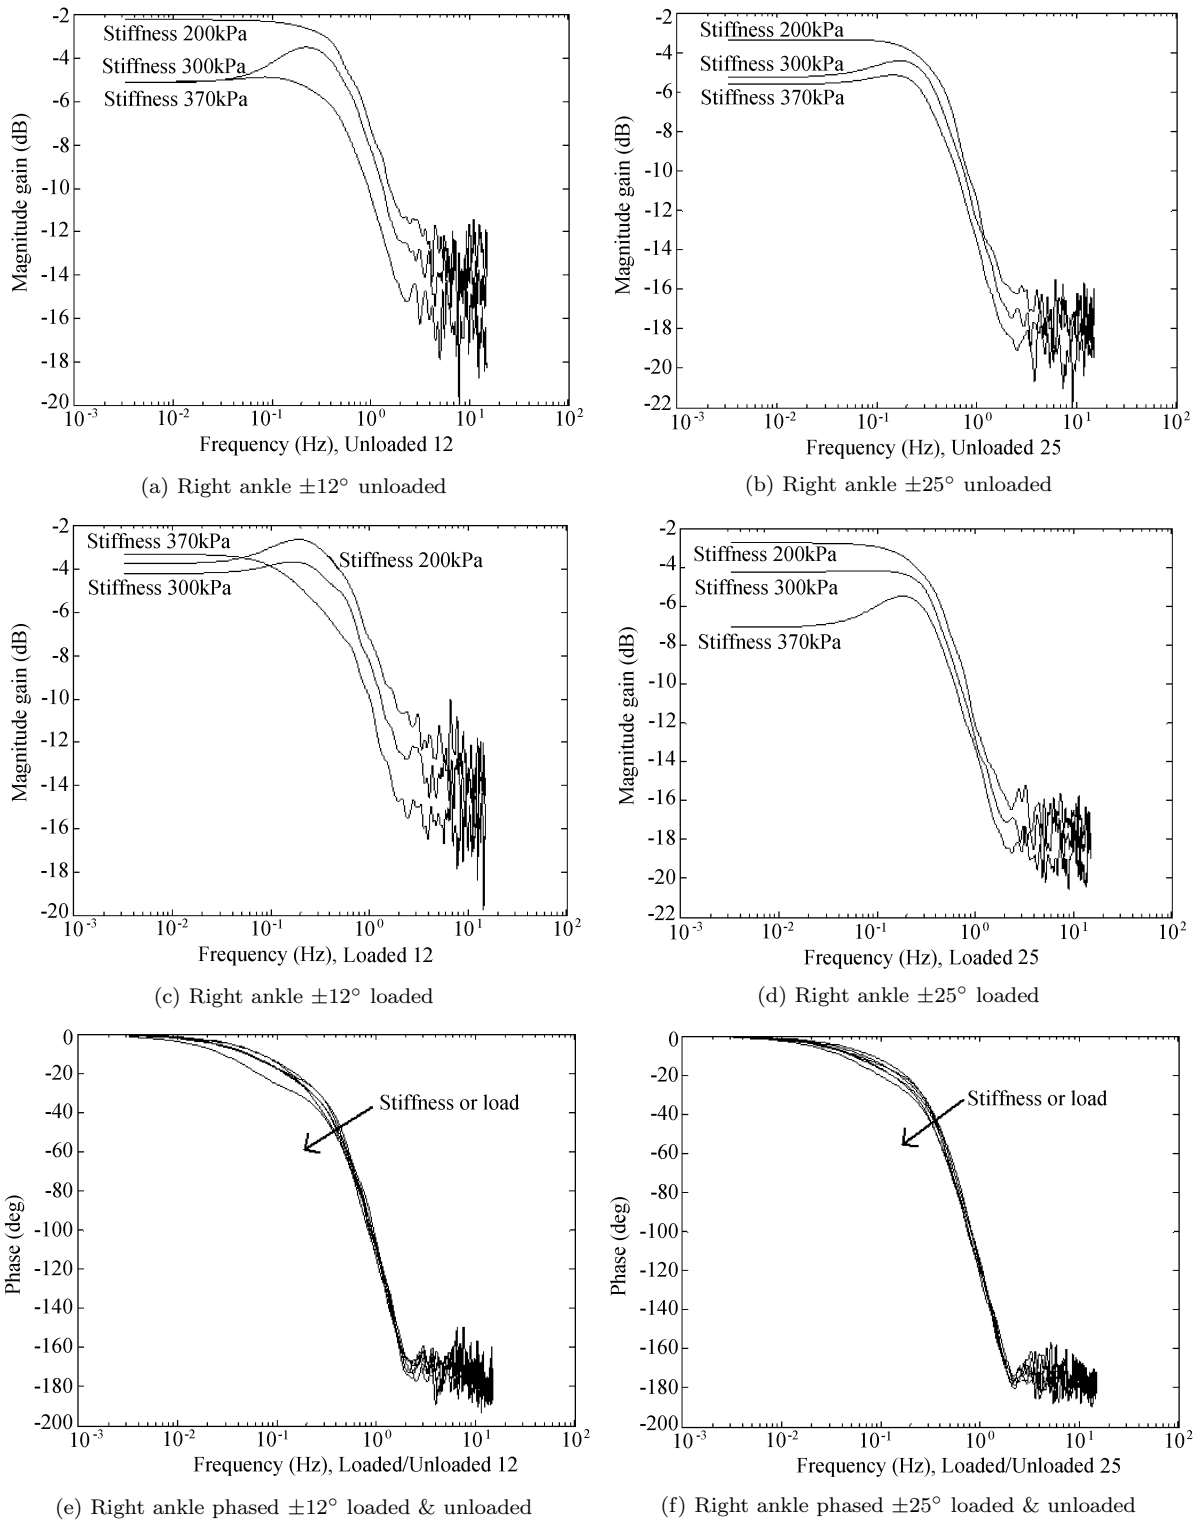 -2
-4
-6
-8
-10
-12
-14
-16
-18
-20
Magnitude gain (dB)
Stiffness 200kPa
Stiffness 300kPa
Stiffness 370kPa
10-3 10-2 10-1 100 101 102
Frequency (Hz), Unloaded 12
(a) Right ankle ±12° unloaded
-2
-4
-6
-8
-10
-12
-14
-16
-18
-20
-22
Magnitude gain (dB)
Stiffness 200kPa
Stiffness 300kPa
Stiffness 370kPa
10-3 10-2 10-1 100 101 102
Frequency (Hz), Unloaded 25
(b) Right ankle ±25° unloaded
-2
-4
-6
-8
-10
-12
-14
-16
-18
-20
Magnitude gain (dB)
Stiffness 370kPa
Stiffness 200kPa
Stiffness 300kPa
10-3 10-2 10-1 100 101 102
Frequency (Hz), Loaded 12
(c) Right ankle ±12° loaded
-2
-4
-6
-8
-10
-12
-14
-16
-18
-20
-22
Magnitude gain (dB)
Stiffness 200kPa
Stiffness 300kPa
Stiffness 370kPa
10-3 10-2 10-1 100 101 102
Frequency (Hz), Loaded 25
(d) Right ankle ±25° loaded
0
-20
-40
-60
-80
-100
-120
-140
-160
-180
-200
Phase (deg)
Stiffness or load
10-3 10-2 10-1 100 101 102
Frequency (Hz), Loaded/Unloaded 12
(e) Right ankle phased ±12° loaded & unloaded
0
-20
-40
-60
-80
-100
-120
-140
-160
-180
-200
Phase (deg)
Stiffness or load
10-3 10-2 10-1 100 101 102
Frequency (Hz), Loaded/Unloaded 25
(f) Right ankle phased ±25° loaded & unloaded